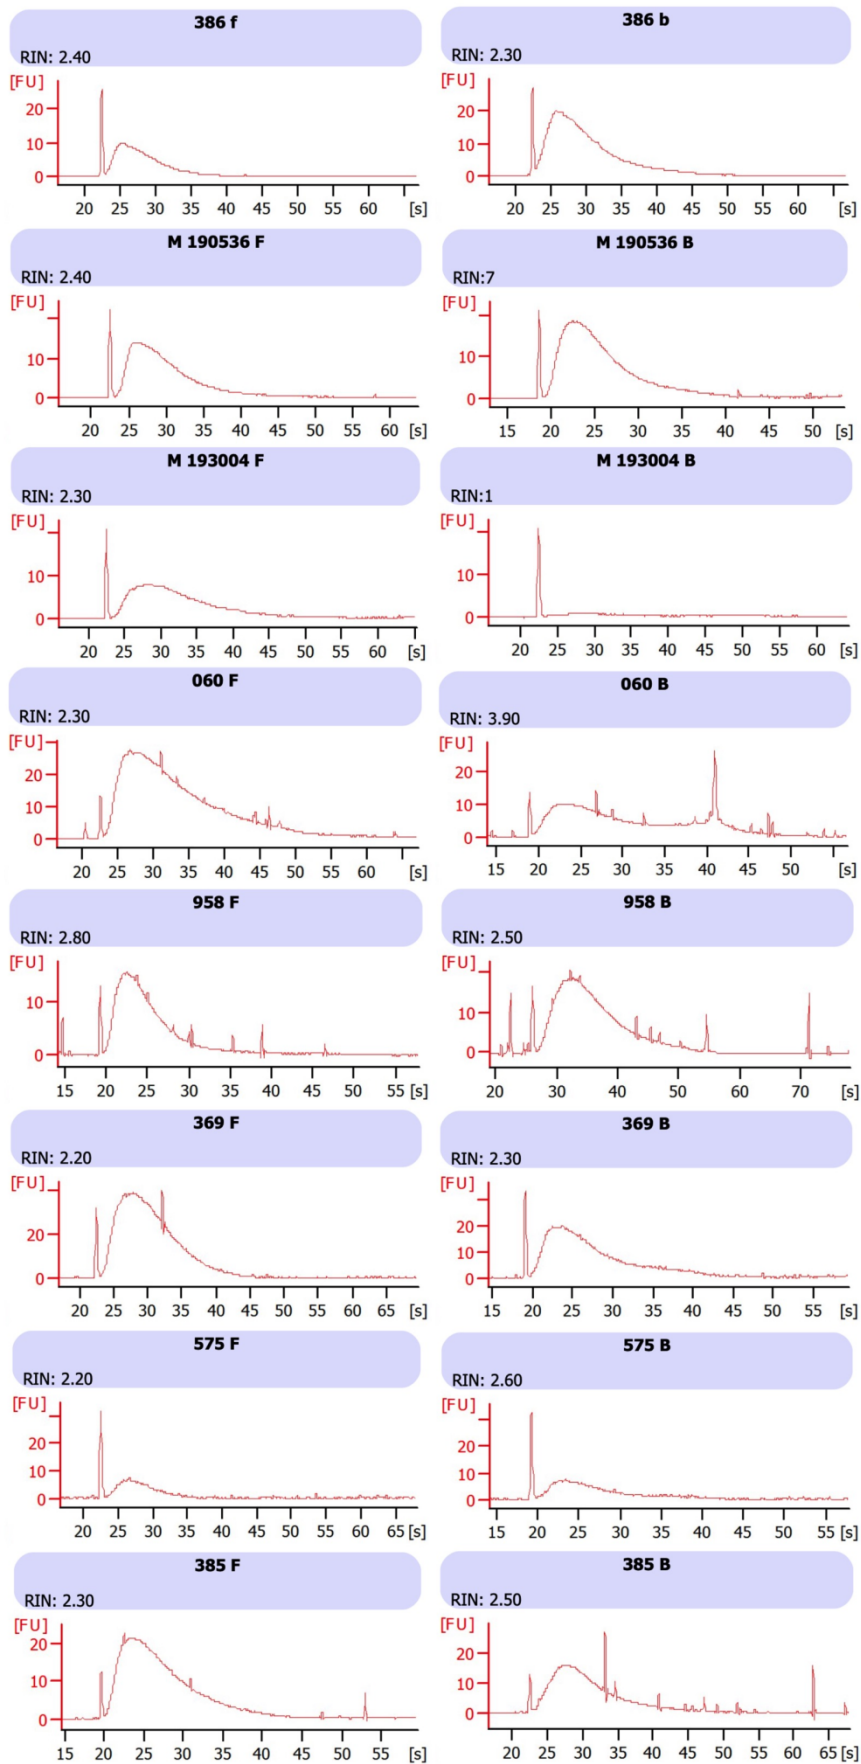 386 f
RIN: 2.40
[FU]
20
10
0
20 25 30 35 40 45 50 55 60 [s]
386 b
RIN: 2.30
[FU]
20
10
0
20 25 30 35 40 45 50 55 60 [s]
M 190536 F
RIN: 2.40
[FU]
10
0
20 25 30 35 40 45 50 55 60 [s]
M 190536 B
RIN:7
[FU]
10
0
15 20 25 30 35 40 45 50 [s]
M 193004 F
RIN: 2.30
[FU]
10
0
20 25 30 35 40 45 50 55 60 [s]
M 193004 B
RIN:1
[FU]
10
0
20 25 30 35 40 45 50 55 60 [s]
060 F
RIN: 2.30
[FU]
20
10
0
20 25 30 35 40 45 50 55 60 [s]
060 B
RIN: 3.90
[FU]
20
10
0
15 20 25 30 35 40 45 50 [s]
958 F
RIN: 2.80
[FU]
10
0
15 20 25 30 35 40 45 50 55 [s]
958 B
RIN: 2.50
[FU]
10
0
20 30 40 50 60 70 [s]
369 F
RIN: 2.20
[FU]
20
0
20 25 30 35 40 45 50 55 60 65 [s]
369 B
RIN: 2.30
[FU]
20
10
0
15 20 25 30 35 40 45 50 55 [s]
575 F
RIN: 2.20
[FU]
20
10
0
20 25 30 35 40 45 50 55 60 65 [s]
575 B
RIN: 2.60
[FU]
20
10
0
15 20 25 30 35 40 45 50 55 [s]
385 F
RIN: 2.30
[FU]
20
10
0
15 20 25 30 35 40 45 50 55 [s]
385 B
RIN: 2.50
[FU]
20
10
0
20 25 30 35 40 45 50 55 60 65 [s]